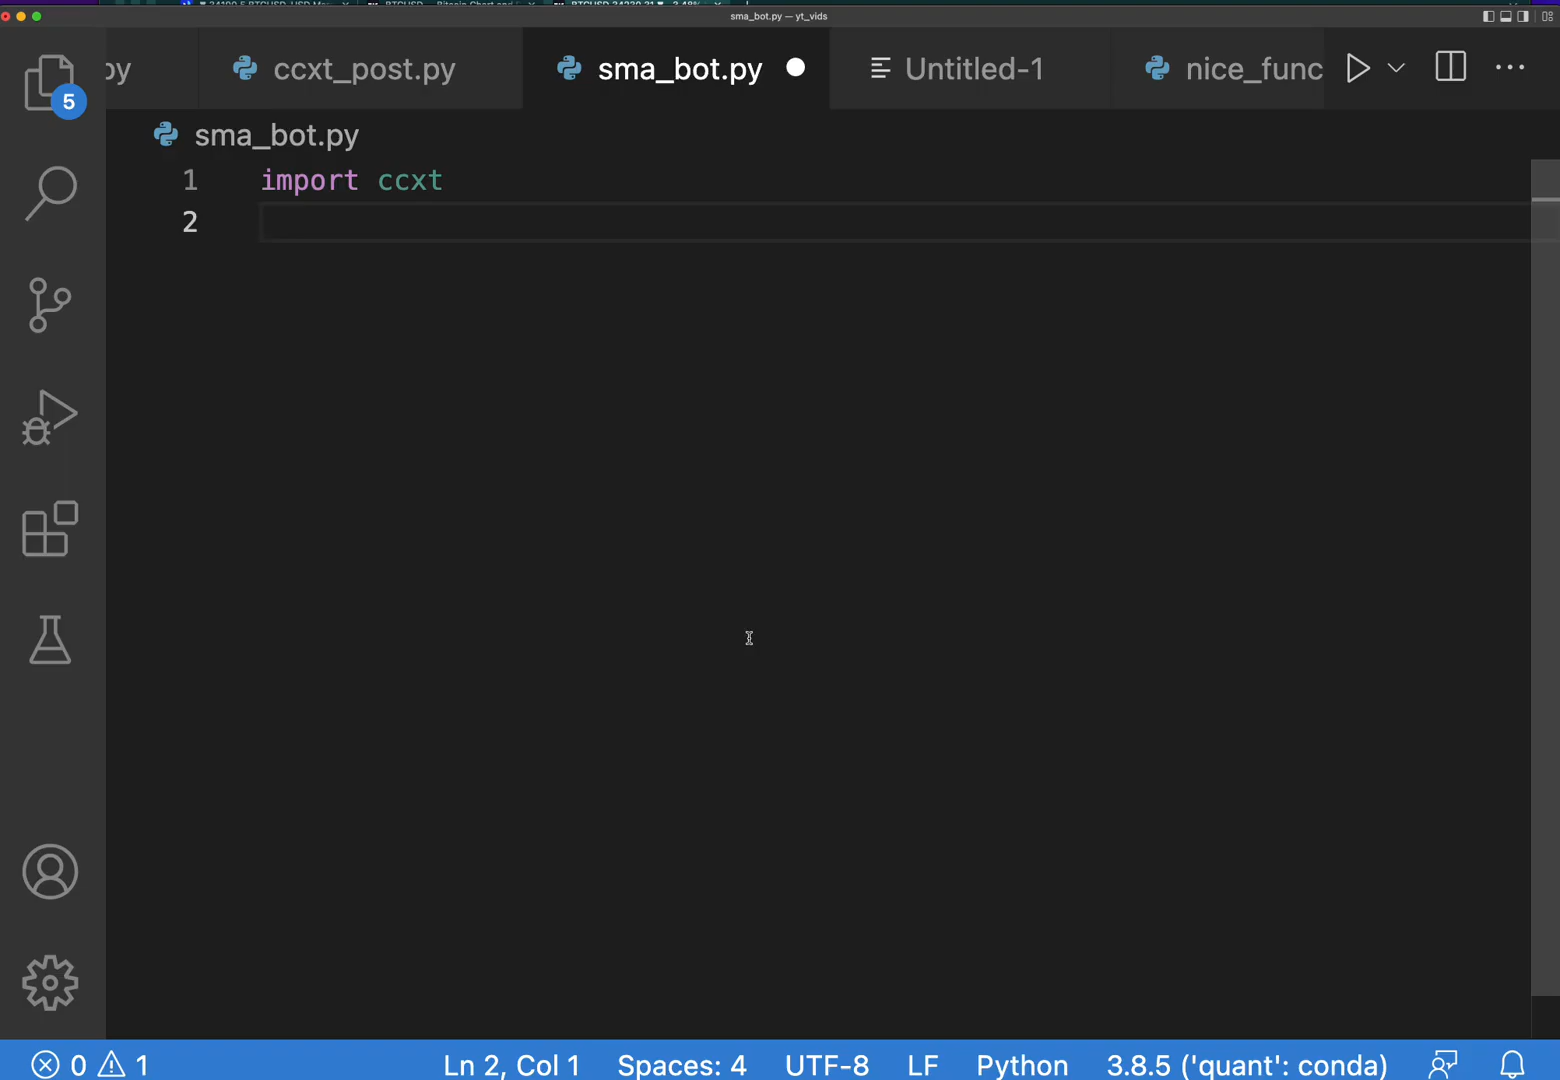 sma_bot.py — yt_vids
py
ccxt_post.py
sma_bot.py
Untitled-1
nice_func
5
sma_bot.py
1 import ccxt
2
0 1
Ln 2, Col 1
Spaces: 4
UTF-8
LF
Python
3.8.5 ('quant': conda)